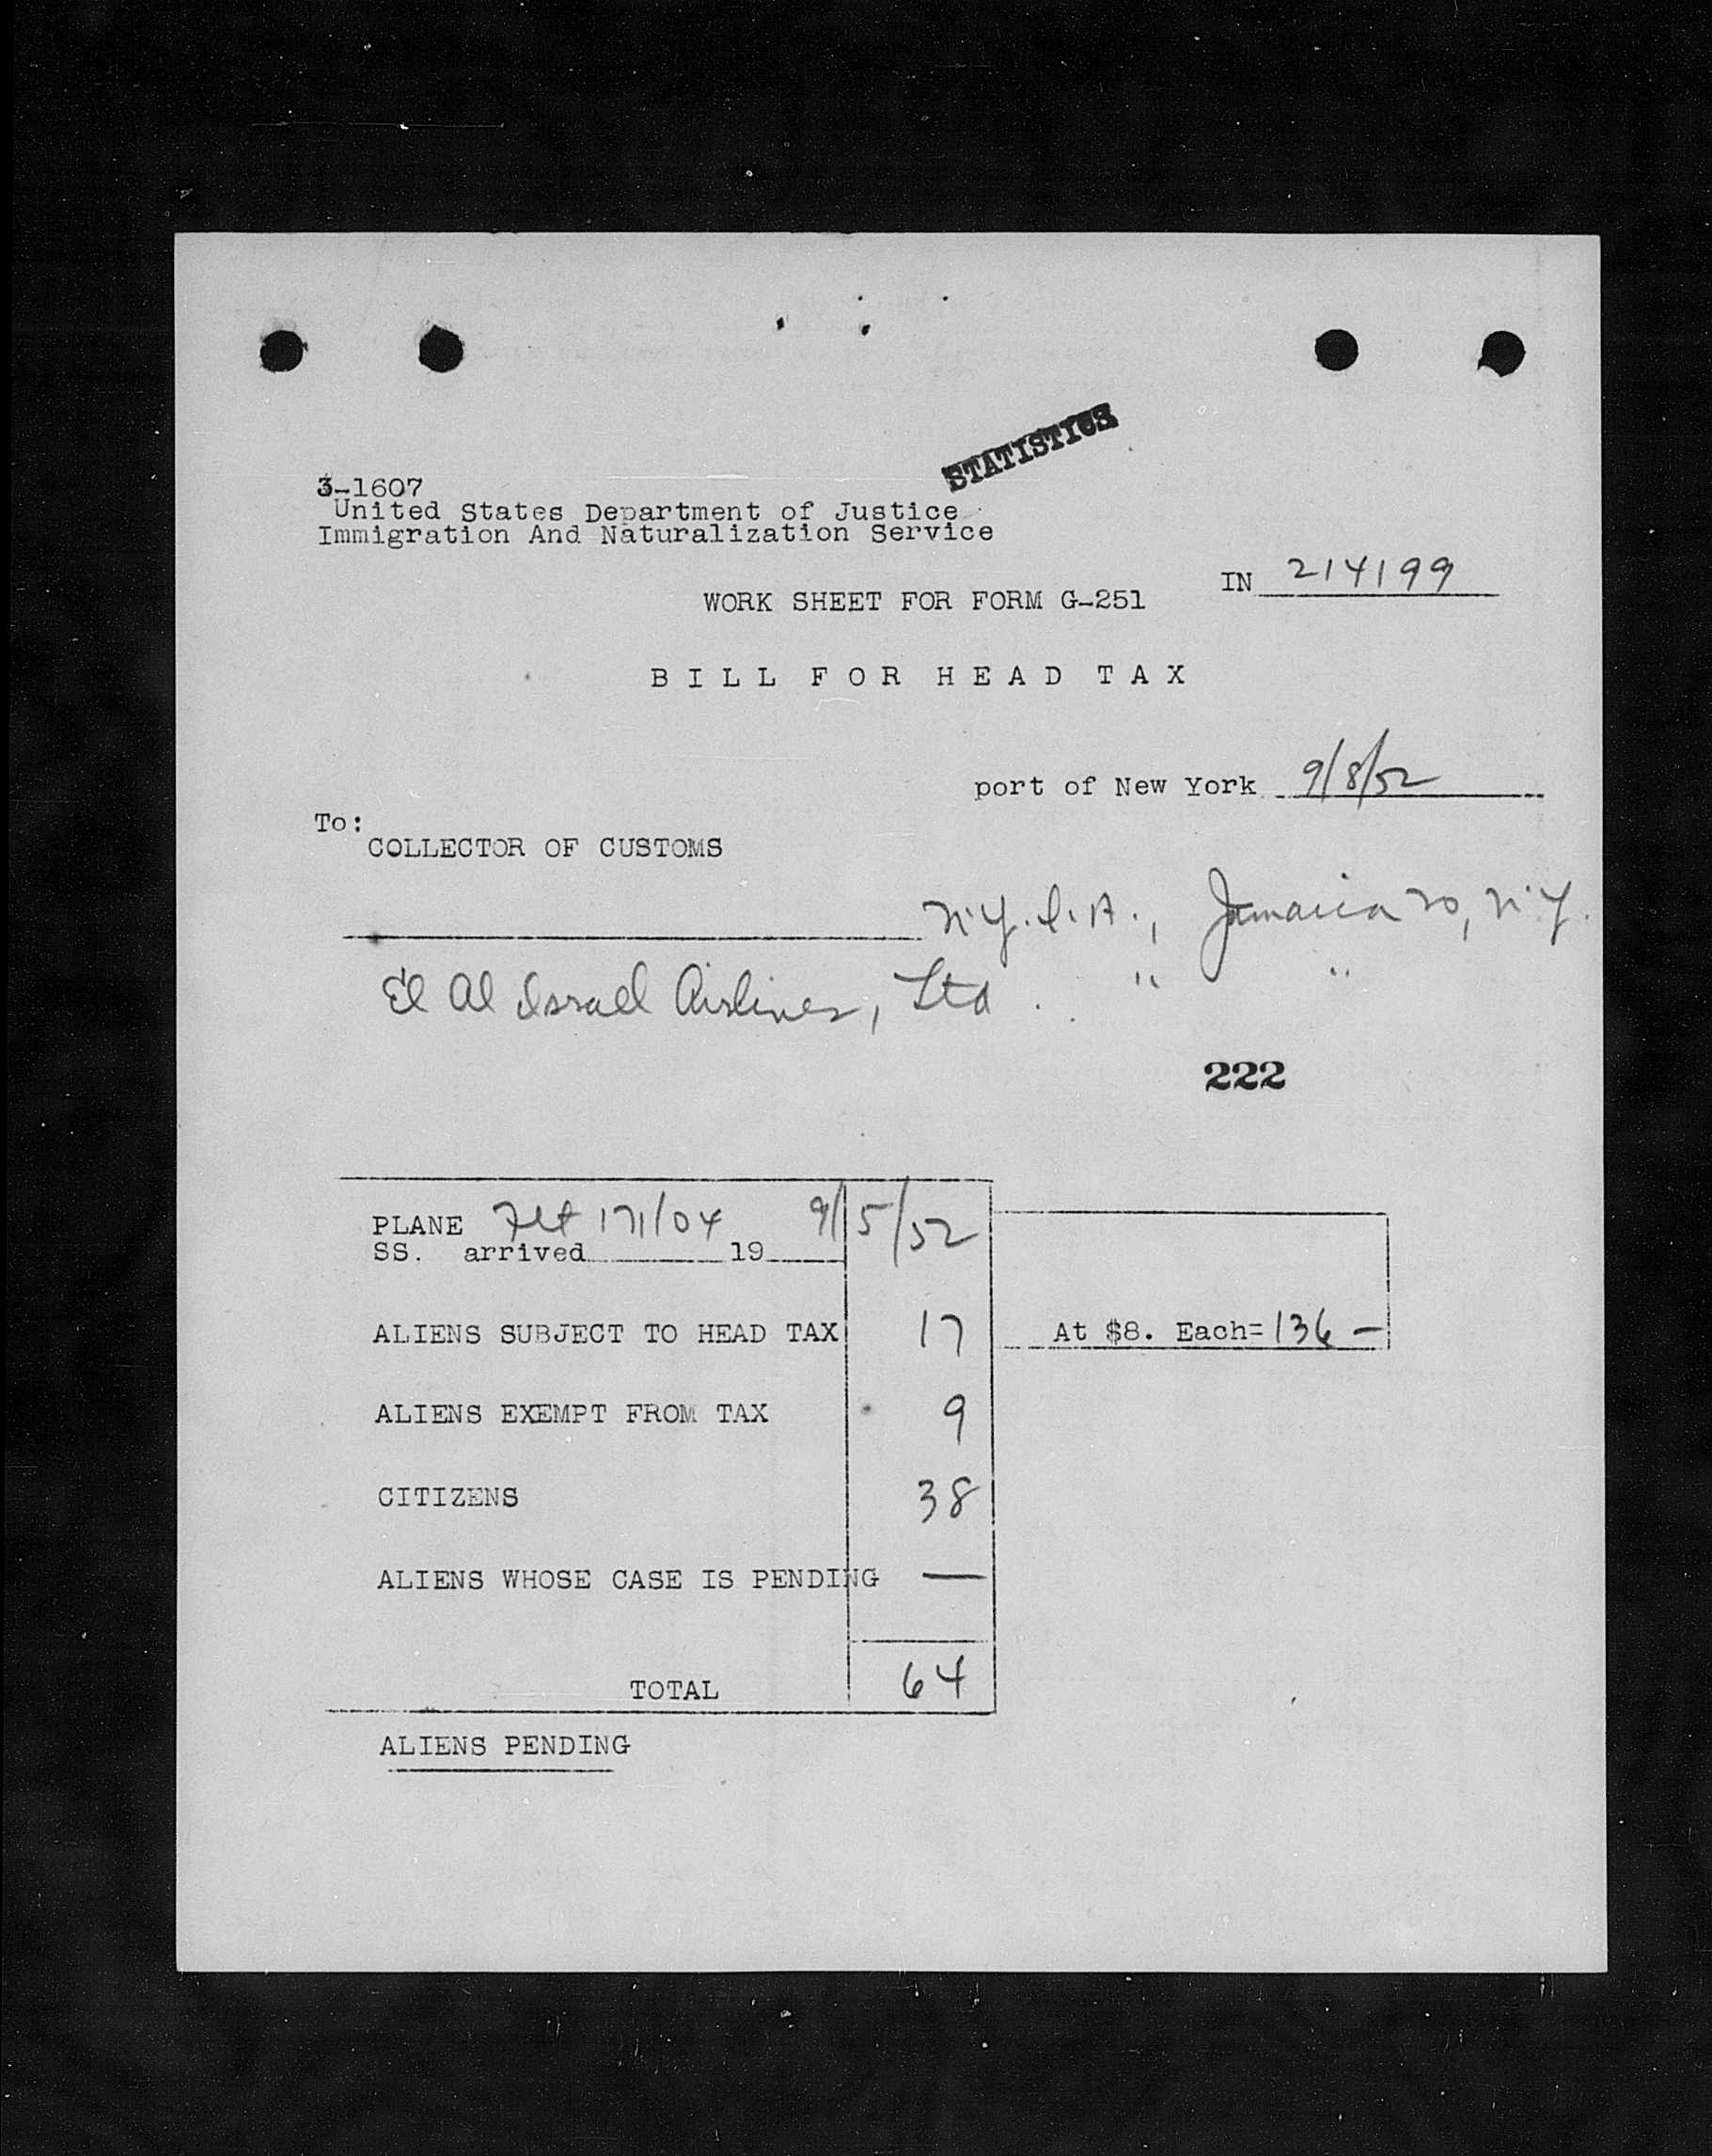 STATISTICS
3-1607
United States Department of Justice
Immigration And Naturalization Service
IN 214199
WORK SHEET FOR FORM G-251
BILL FOR HEAD TAX
port of New York 9/8/52
To:
COLLECTOR OF CUSTOMS
N.Y.I.A., Jamaica 20, N.Y.
El Al Israel Airlines, Ltd. " "
222
PLANE Flt 171/04 9/5/52
SS. arrived 19
ALIENS SUBJECT TO HEAD TAX 17 At $8. Each= 136 —
ALIENS EXEMPT FROM TAX 9
CITIZENS 38
ALIENS WHOSE CASE IS PENDING —
TOTAL 64
ALIENS PENDING